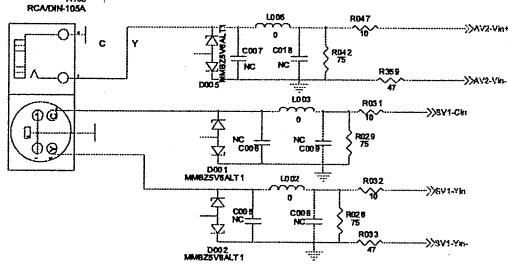 RCA/DIN-105A
C Y
L006
0
R047
10
AV2-Vin+
MMBZ5V6ALT1
C007
NC
C018
NC
R042
75
D005
R359
47
AV2-Vin-
L003
0
R031
10
SV1-Cin
NC
C006
NC
C009
R029
75
D001
MMBZ5V6ALT1
L002
0
R032
10
SV1-Yin
NC
C008
NC
R028
75
D002
MMBZ5V6ALT1
R033
47
SV1-Yin-